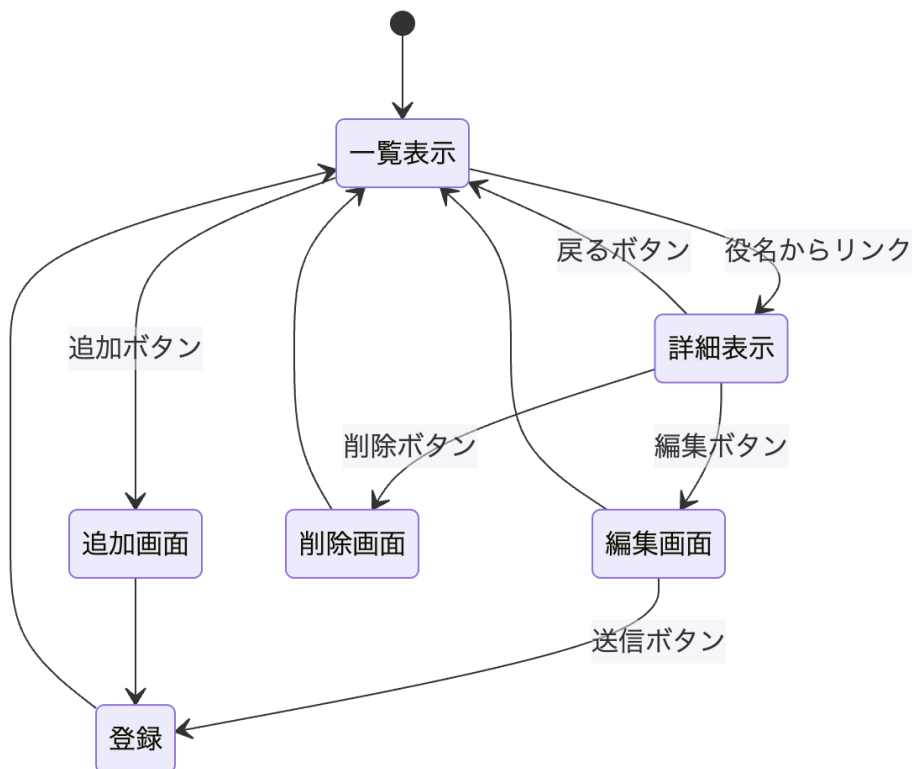 一覧表示
戻るボタン
役名からリンク
追加ボタン
詳細表示
削除ボタン
編集ボタン
追加画面
削除画面
編集画面
送信ボタン
登録